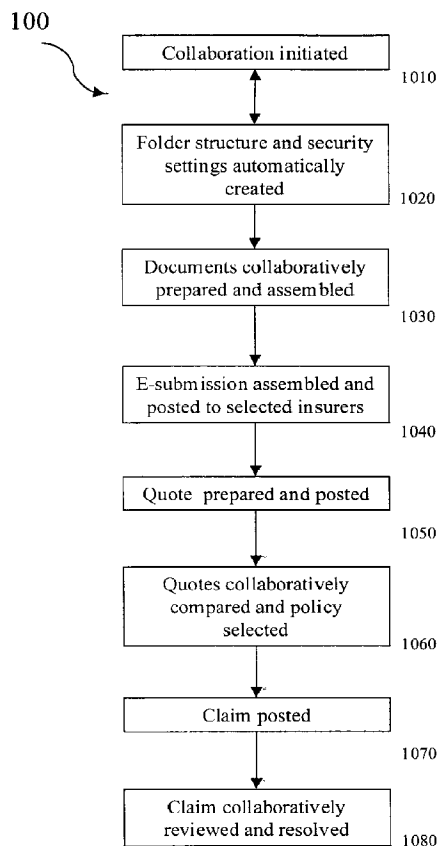 100
Collaboration initiated
1010
Folder structure and security
settings automatically
created
1020
Documents collaboratively
prepared and assembled
1030
E-submission assembled and
posted to selected insurers
1040
Quote prepared and posted
1050
Quotes collaboratively
compared and policy
selected
1060
Claim posted
1070
Claim collaboratively
reviewed and resolved
1080